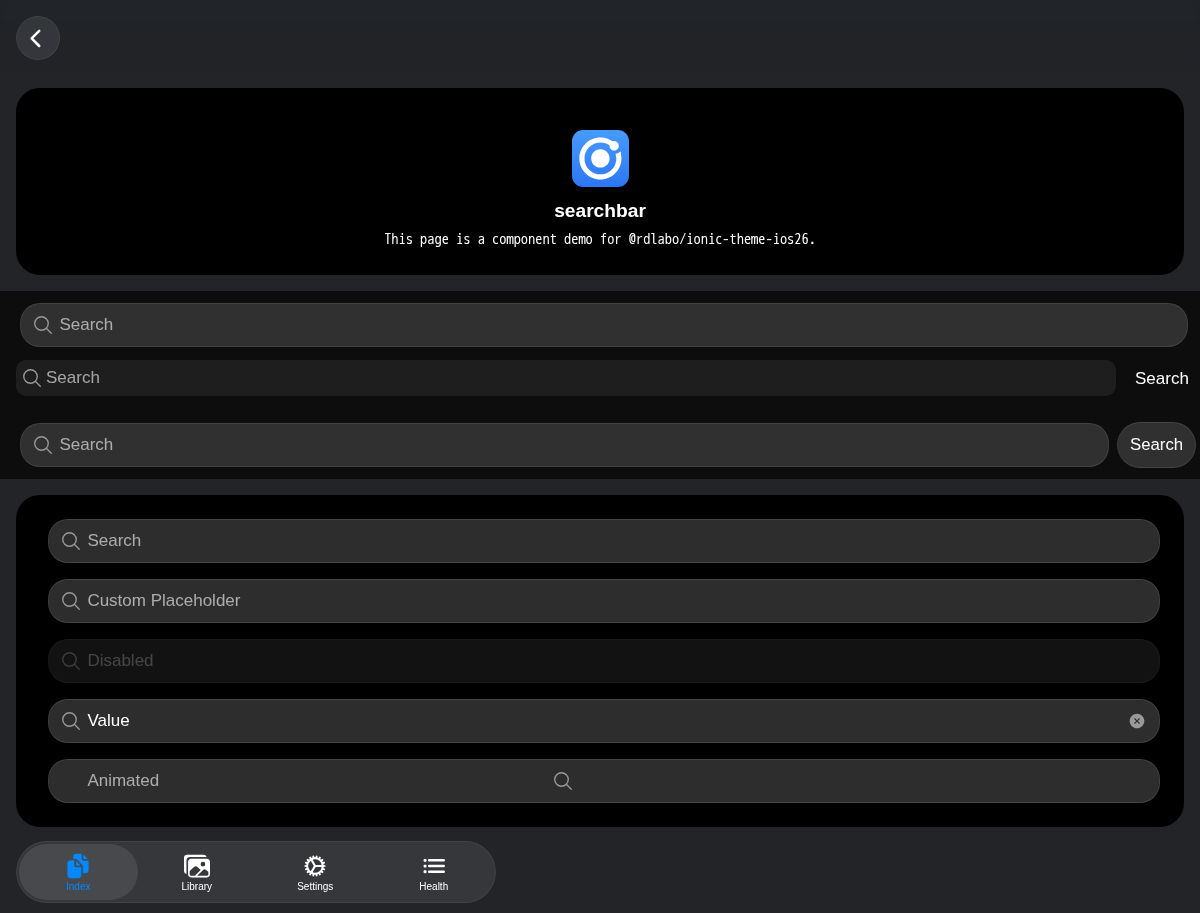 searchbar
This page is a component demo for @rdlabo/ionic-theme-ios26.
Search
Search Search
Search Search
Search
Custom Placeholder
Disabled
Value
Animated
Index Library Settings Health